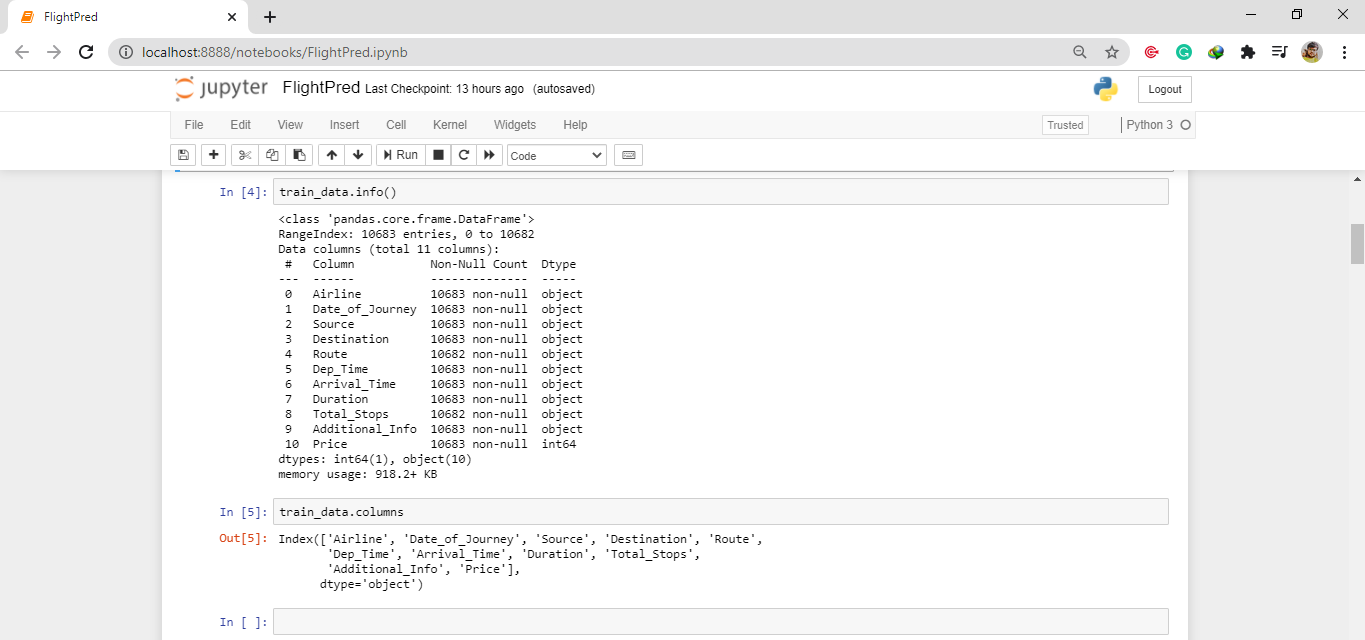 FlightPred
localhost:8888/notebooks/FlightPred.ipynb
jupyter FlightPred Last Checkpoint: 13 hours ago (autosaved) Logout
File Edit View Insert Cell Kernel Widgets Help Trusted Python 3
Run Code
In [4]: train_data.info()
<class 'pandas.core.frame.DataFrame'>
RangeIndex: 10683 entries, 0 to 10682
Data columns (total 11 columns):
 #   Column           Non-Null Count  Dtype
---  ------           --------------  -----
 0   Airline          10683 non-null  object
 1   Date_of_Journey  10683 non-null  object
 2   Source           10683 non-null  object
 3   Destination      10683 non-null  object
 4   Route            10682 non-null  object
 5   Dep_Time         10683 non-null  object
 6   Arrival_Time     10683 non-null  object
 7   Duration         10683 non-null  object
 8   Total_Stops      10682 non-null  object
 9   Additional_Info  10683 non-null  object
 10  Price            10683 non-null  int64
dtypes: int64(1), object(10)
memory usage: 918.2+ KB
In [5]: train_data.columns
Out[5]: Index(['Airline', 'Date_of_Journey', 'Source', 'Destination', 'Route',
       'Dep_Time', 'Arrival_Time', 'Duration', 'Total_Stops',
       'Additional_Info', 'Price'],
      dtype='object')
In [ ]: